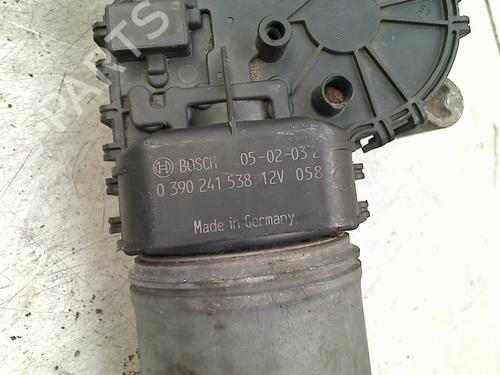 BOSCH 05-02-03 2
0 390 241 538 12V 058
Made in Germany
PARTS